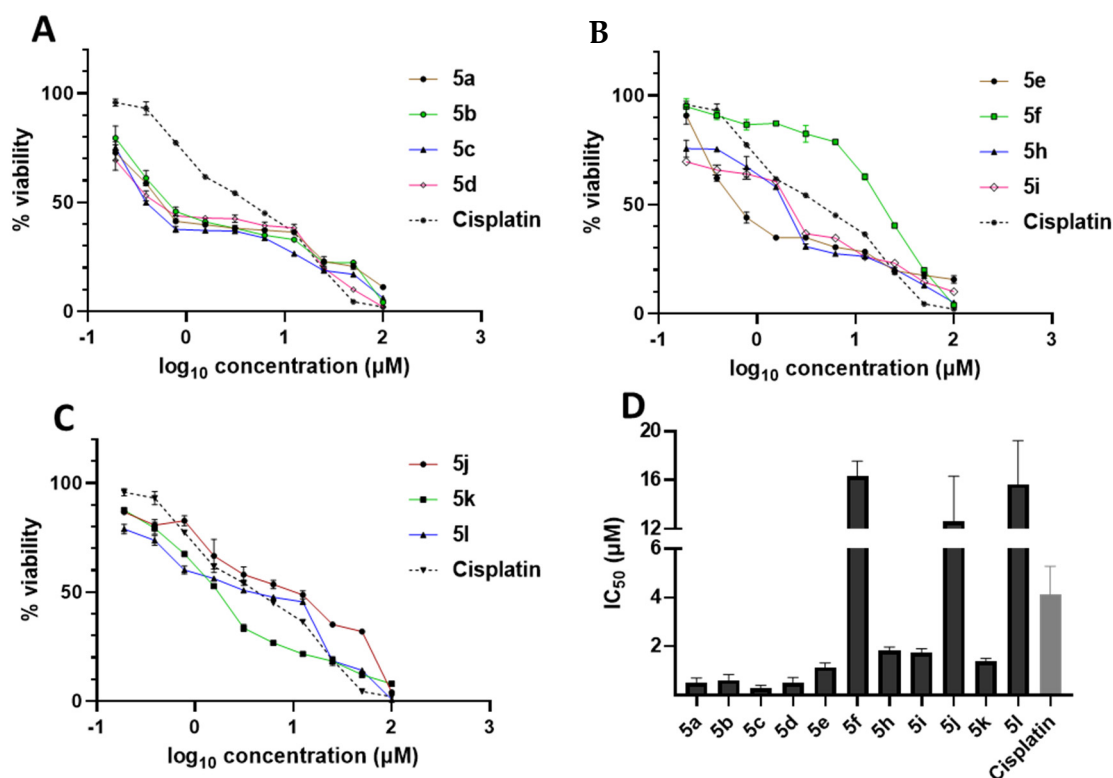 A
100
50
0
% viability
-1
0
1
2
3
log10 concentration (µM)
5a
5b
5c
5d
Cisplatin
B
100
50
0
% viability
-1
0
1
2
3
log10 concentration (µM)
5e
5f
5h
5i
Cisplatin
C
100
50
0
% viability
-1
0
1
2
3
log10 concentration (µM)
5j
5k
5l
Cisplatin
D
20
16
12
6
4
2
IC50 (µM)
5a
5b
5c
5d
5e
5f
5h
5i
5j
5k
5l
Cisplatin